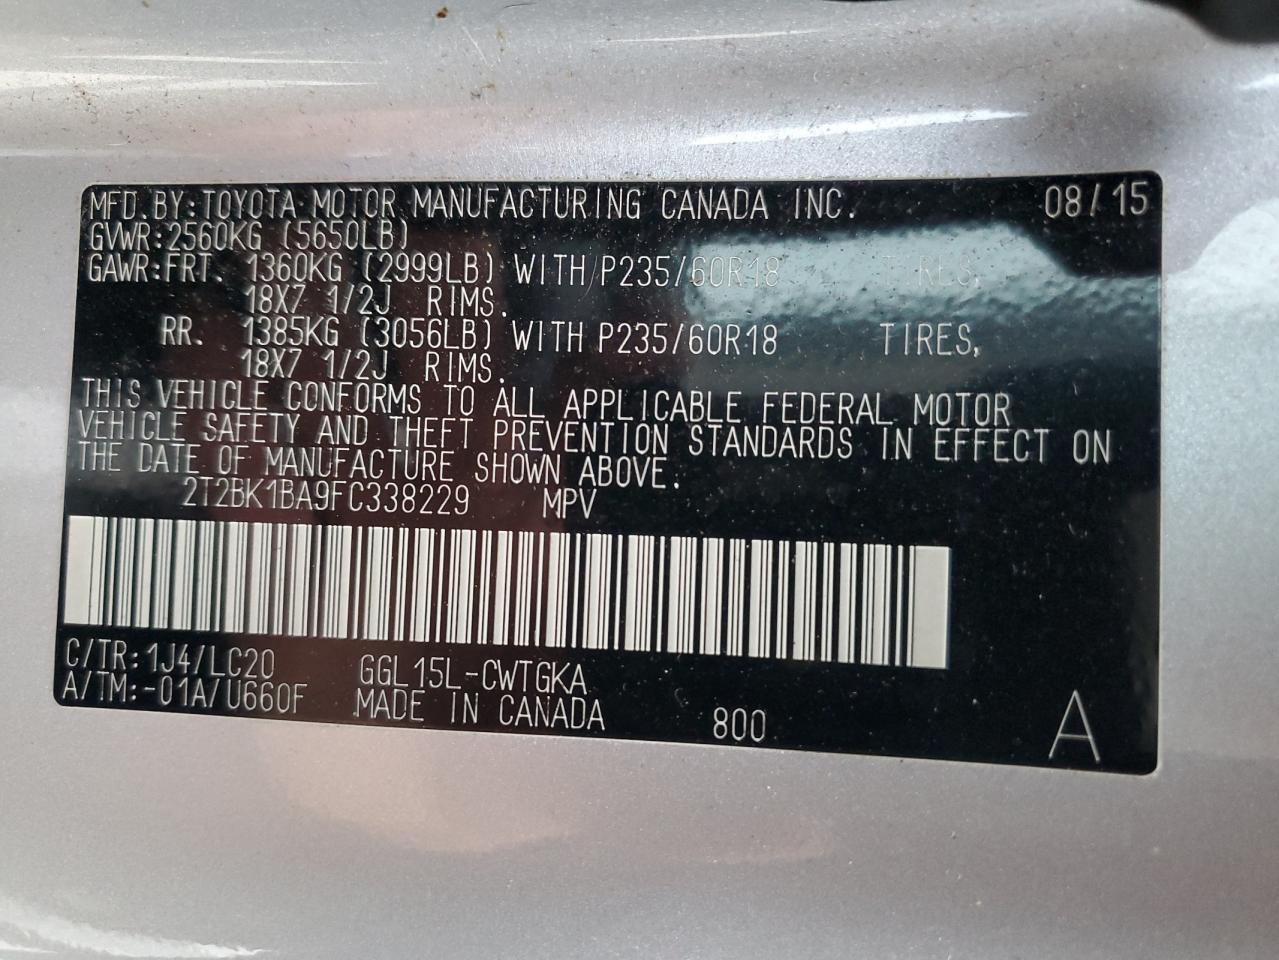 MFD.BY:TOYOTA MOTOR MANUFACTURING CANADA INC. 08/15
GVWR:2560KG (5650LB)
GAWR:FRT. 1360KG (2999LB) WITH P235/60R18 TIRES,
18X7 1/2J RIMS.
RR. 1385KG (3056LB) WITH P235/60R18 TIRES,
18X7 1/2J RIMS.
THIS VEHICLE CONFORMS TO ALL APPLICABLE FEDERAL MOTOR
VEHICLE SAFETY AND THEFT PREVENTION STANDARDS IN EFFECT ON
THE DATE OF MANUFACTURE SHOWN ABOVE.
2T2BK1BA9FC338229 MPV
C/TR:1J4/LC20 GGL15L-CWTGKA
A/TM:-01A/U660F MADE IN CANADA 800 A